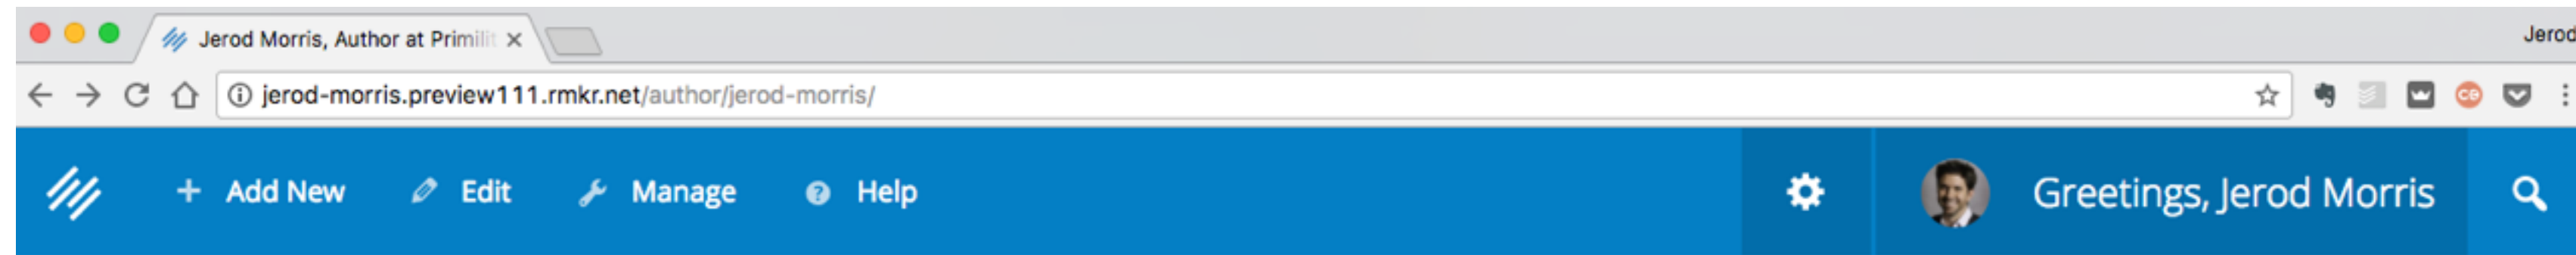 Jerod Morris, Author at Primilit
Jerod
jerod-morris.preview111.rmkr.net/author/jerod-morris/
Add New Edit Manage Help Greetings, Jerod Morris